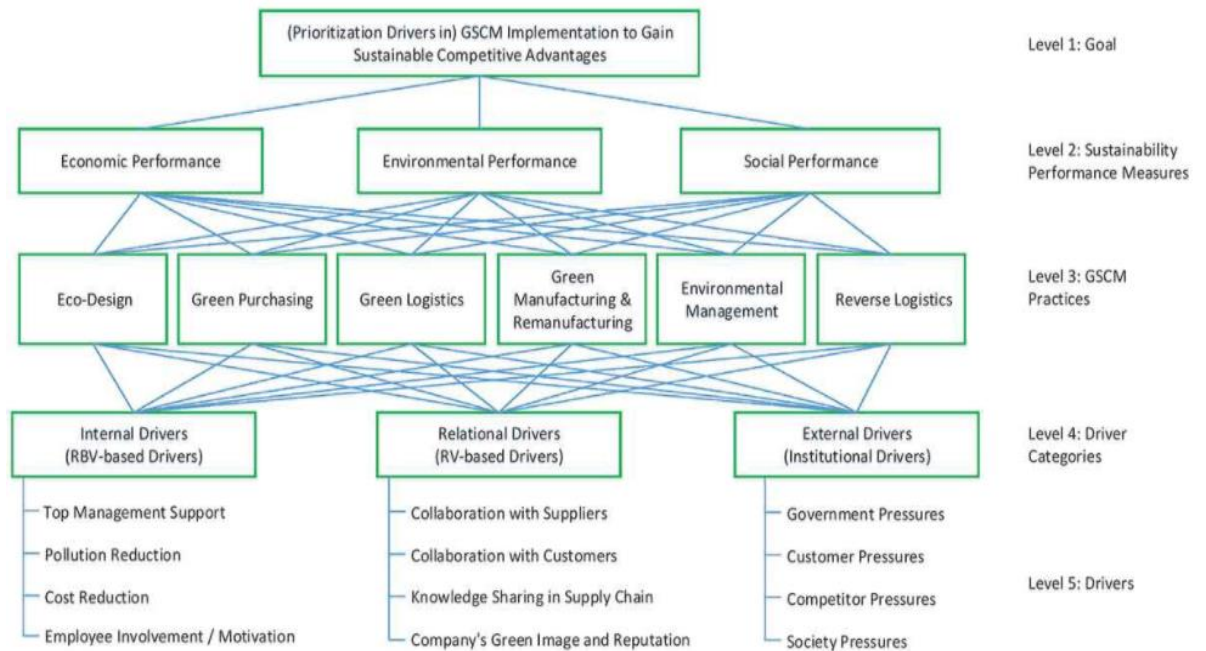 (Prioritization Drivers in) GSCM Implementation to Gain
Sustainable Competitive Advantages
Level 1: Goal
Economic Performance
Environmental Performance
Social Performance
Level 2: Sustainability
Performance Measures
Eco-Design
Green Purchasing
Green Logistics
Green
Manufacturing &
Remanufacturing
Environmental
Management
Reverse Logistics
Level 3: GSCM
Practices
Internal Drivers
(RBV-based Drivers)
Relational Drivers
(RV-based Drivers)
External Drivers
(Institutional Drivers)
Level 4: Driver
Categories
Top Management Support
Pollution Reduction
Cost Reduction
Employee Involvement / Motivation
Collaboration with Suppliers
Collaboration with Customers
Knowledge Sharing in Supply Chain
Company's Green Image and Reputation
Government Pressures
Customer Pressures
Competitor Pressures
Society Pressures
Level 5: Drivers